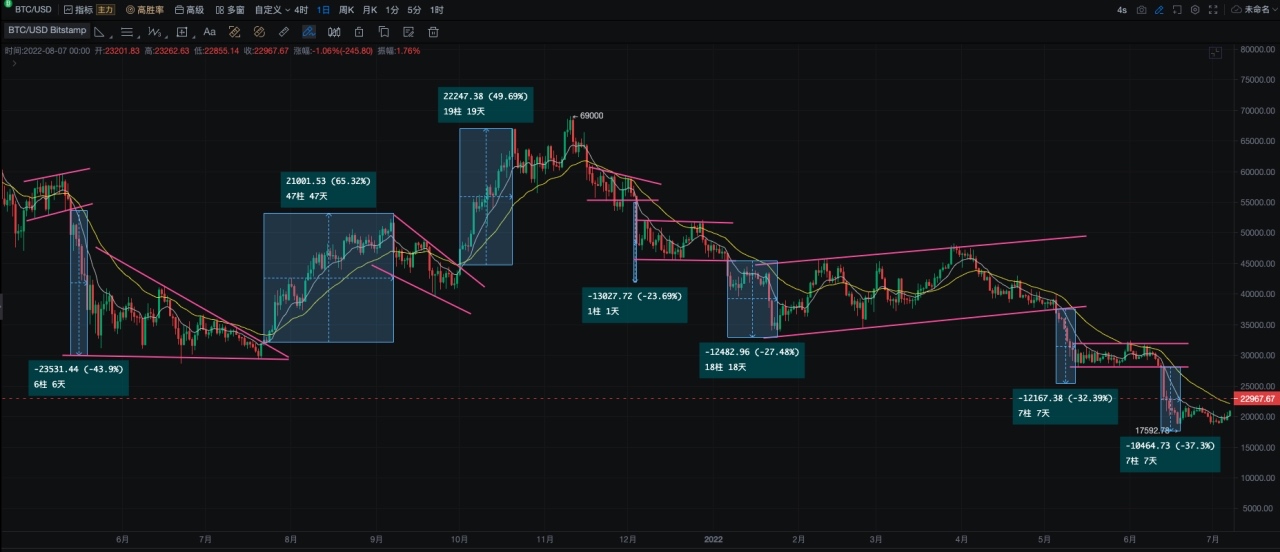 BTC/USD 指标 主力 高胜率 高级 多窗 自定义 4时 1日 周K 月K 1分 5分 1时 4s 未命名
BTC/USD Bitstamp Aa
时间:2022-08-07 00:00 开:23201.83 高:23262.63 低:22855.14 收:22967.67 涨幅:-1.06%(-245.80) 振幅:1.76%
80000.00
75000.00
70000.00
65000.00
60000.00
55000.00
50000.00
45000.00
40000.00
35000.00
30000.00
25000.00
22967.67
20000.00
15000.00
10000.00
5000.00
-23531.44 (-43.9%)
6柱 6天
21001.53 (65.32%)
47柱 47天
22247.38 (49.69%)
19柱 19天
69000
-13027.72 (-23.69%)
1柱 1天
-12482.96 (-27.48%)
18柱 18天
-12167.38 (-32.39%)
7柱 7天
17592.78
-10464.73 (-37.3%)
7柱 7天
6月 7月 8月 9月 10月 11月 12月 2022 2月 3月 4月 5月 6月 7月